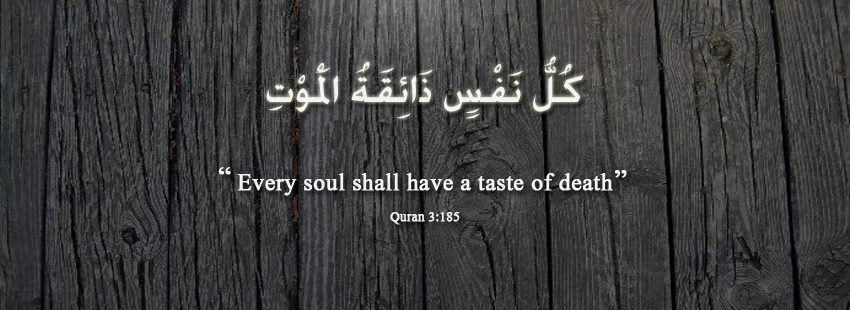 كُلُّ نَفْسٍ ذَائِقَةُ الْمَوْتِ
“ Every soul shall have a taste of death”
Quran 3:185